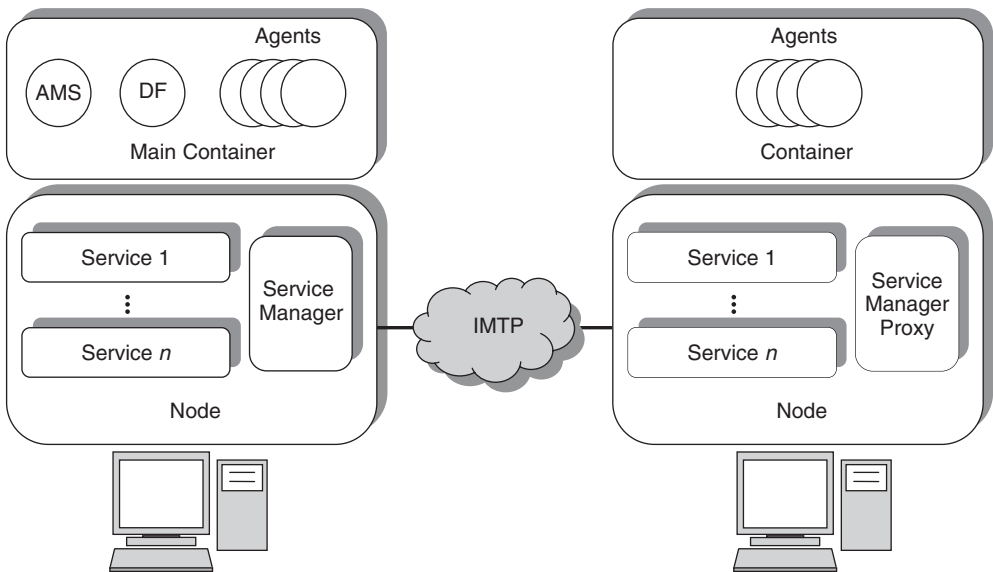 Agents
AMS
DF
Main Container
Service 1
Service n
Service
Manager
Node
IMTP
Agents
Container
Service 1
Service n
Service
Manager
Proxy
Node